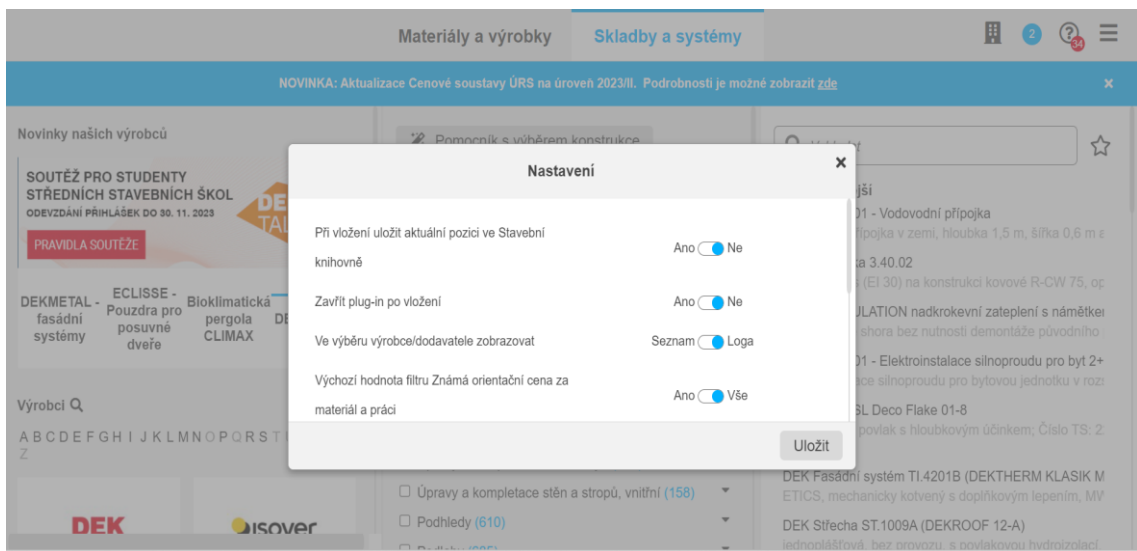 Materiály a výrobky
Skladby a systémy
2
34
NOVINKA: Aktualizace Cenové soustavy ÚRS na úroveň 2023/II. Podrobnosti je možné zobrazit zde
Novinky našich výrobců
SOUTĚŽ PRO STUDENTY
STŘEDNÍCH STAVEBNÍCH ŠKOL
ODEVZDÁNÍ PŘIHLÁŠEK DO 30. 11. 2023
PRAVIDLA SOUTĚŽE
DEKMETAL -
fasádní
systémy
ECLISSE -
Pouzdra pro
posuvné
dveře
Bioklimatická
pergola
CLIMAX
Výrobci
A B C D E F G H I J K L M N O P Q R S T
Z
DEK
isover
Pomocník s výběrem konstrukce
Nastavení
Při vložení uložit aktuální pozici ve Stavební
knihovně
Ano Ne
Zavřít plug-in po vložení
Ano Ne
Ve výběru výrobce/dodavatele zobrazovat
Seznam Loga
Výchozí hodnota filtru Známá orientační cena za
materiál a práci
Ano Vše
Uložit
Úpravy a kompletace stěn a stropů, vnitřní (158)
Podhledy (610)
jší
01 - Vodovodní přípojka
řípojka v zemi, hloubka 1,5 m, šířka 0,6 m
ka 3.40.02
(EI 30) na konstrukci kovové R-CW 75,
ULATION nadkrokevní zateplení s námětke
shora bez nutnosti demontáže původního
01 - Elektroinstalace silnoproudu pro byt 2+
ace silnoproudu pro bytovou jednotku v roz
SL Deco Flake 01-8
povlak s hloubkovým účinkem; Číslo TS: 2
DEK Fasádní systém TI.4201B (DEKTHERM KLASIK M
ETICS, mechanicky kotvený s doplňkovým lepením, MV
DEK Střecha ST.1009A (DEKROOF 12-A)
jednoplášťová, bez provozu, s povlakovou hydroizolací